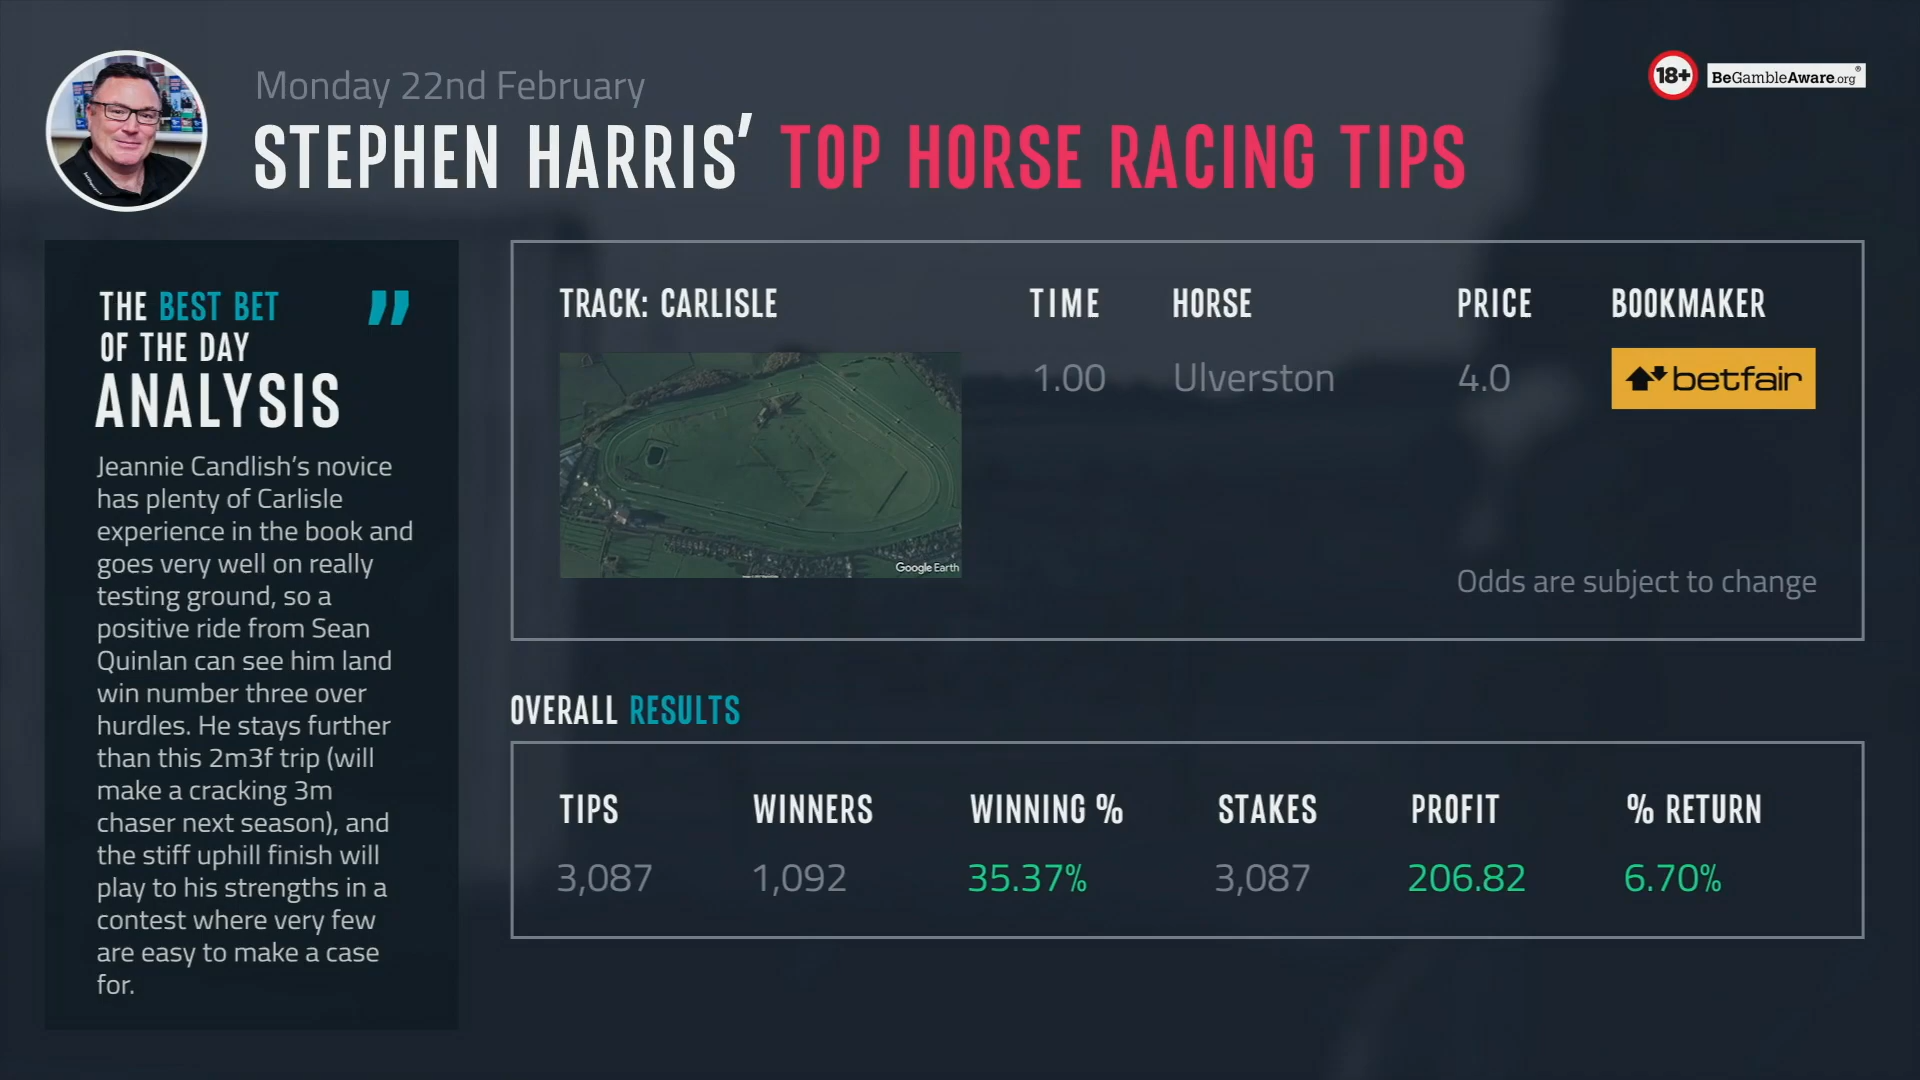 Monday 22nd February
STEPHEN HARRIS’ TOP HORSE RACING TIPS
18+
BeGambleAware.org®
THE BEST BET
OF THE DAY
ANALYSIS
Jeannie Candlish’s novice
has plenty of Carlisle
experience in the book and
goes very well on really
testing ground, so a
positive ride from Sean
Quinlan can see him land
win number three over
hurdles. He stays further
than this 2m3f trip (will
make a cracking 3m
chaser next season), and
the stiff uphill finish will
play to his strengths in a
contest where very few
are easy to make a case
for.
TRACK: CARLISLE TIME HORSE PRICE BOOKMAKER
1.00 Ulverston 4.0 betfair
Google Earth
Odds are subject to change
OVERALL RESULTS
TIPS WINNERS WINNING % STAKES PROFIT % RETURN
3,087 1,092 35.37% 3,087 206.82 6.70%